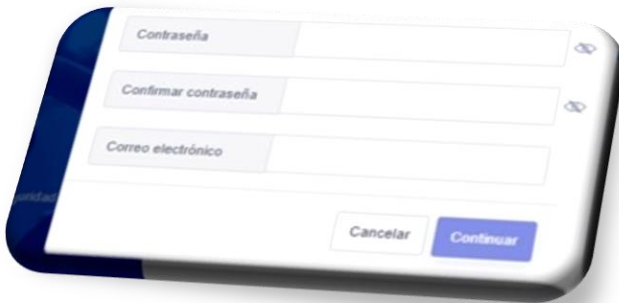 Contraseña
Confirmar contraseña
Correo electrónico
Cancelar
Continuar